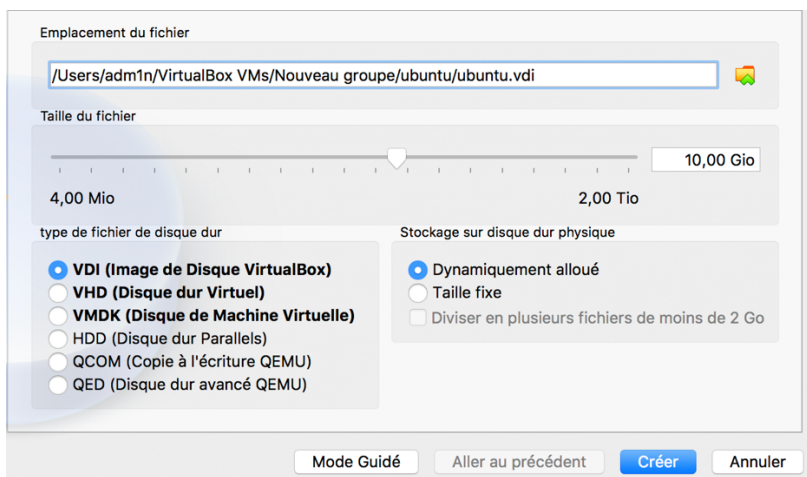 Emplacement du fichier
/Users/adm1n/VirtualBox VMs/Nouveau groupe/ubuntu/ubuntu.vdi
Taille du fichier
10,00 Gio
4,00 Mio
2,00 Tio
type de fichier de disque dur
VDI (Image de Disque VirtualBox)
VHD (Disque dur Virtuel)
VMDK (Disque de Machine Virtuelle)
HDD (Disque dur Parallels)
QCOM (Copie à l'écriture QEMU)
QED (Disque dur avancé QEMU)
Stockage sur disque dur physique
Dynamiquement alloué
Taille fixe
Diviser en plusieurs fichiers de moins de 2 Go
Mode Guidé
Aller au précédent
Créer
Annuler